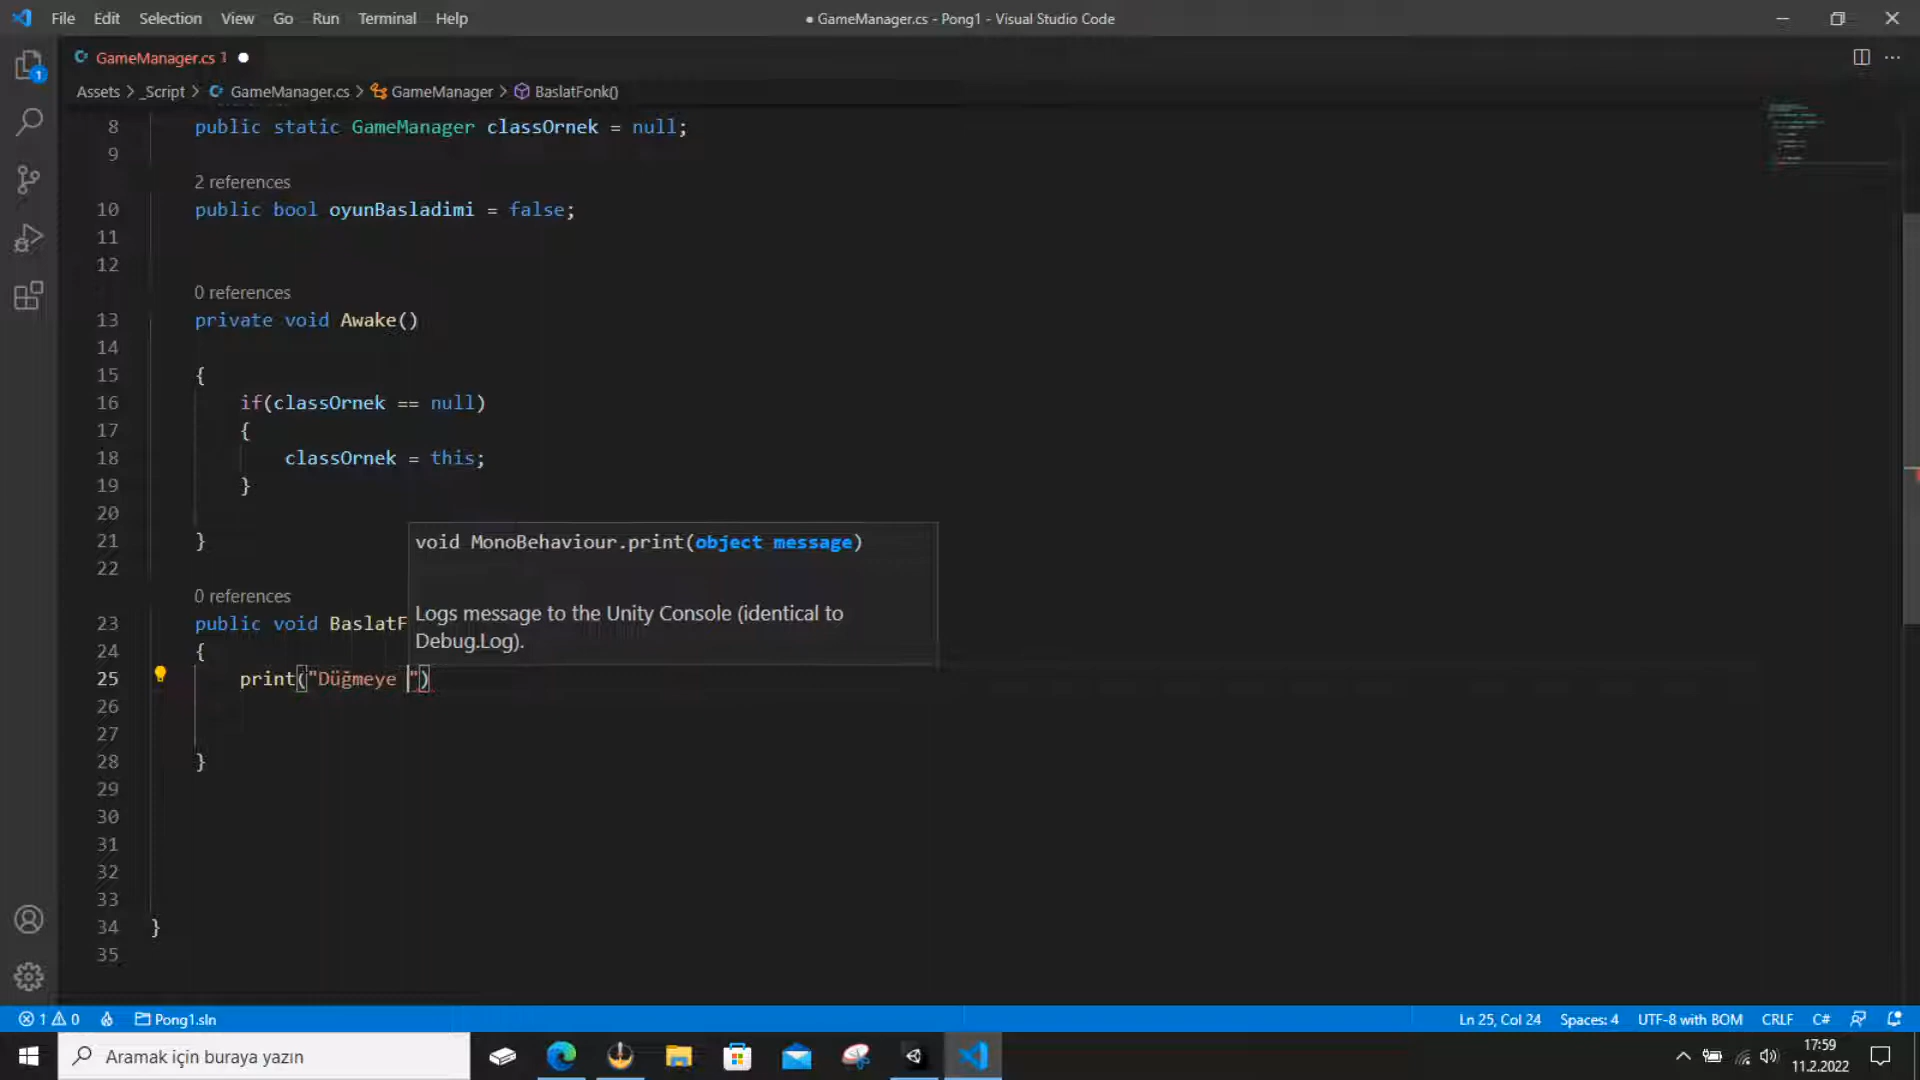 File Edit Selection View Go Run Terminal Help
● GameManager.cs - Pong1 - Visual Studio Code
GameManager.cs 1 ●
Assets > _Script > GameManager.cs > GameManager > BaslatFonk()
8 public static GameManager classOrnek = null;
9
2 references
10 public bool oyunBasladimi = false;
11
12
0 references
13 private void Awake()
14
15 {
16 if(classOrnek == null)
17 {
18 classOrnek = this;
19 }
20
21 }
22
void MonoBehaviour.print(object message)
Logs message to the Unity Console (identical to
Debug.Log).
0 references
23 public void BaslatF
24 {
25 print("Düğmeye ")
26
27
28 }
29
30
31
32
33
34 }
35
1
1 0 Pong1.sln
Ln 25, Col 24 Spaces: 4 UTF-8 with BOM CRLF C#
Aramak için buraya yazın
17:59
11.2.2022